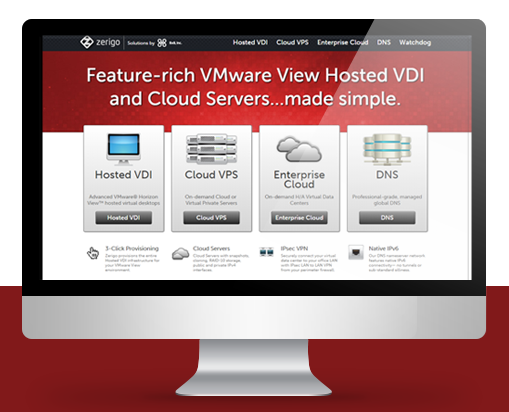 zerigo Solutions by 8x8, Inc. Hosted VDI Cloud VPS Enterprise Cloud DNS Watchdog
Feature-rich VMware View Hosted VDI
and Cloud Servers...made simple.
Hosted VDI
Advanced VMware® Horizon
View™ hosted virtual desktops
Hosted VDI
Cloud VPS
On-demand Cloud or
Virtual Private Servers
Cloud VPS
Enterprise
Cloud
On-demand H/A Virtual Data
Centers
Enterprise Cloud
DNS
Professional-grade, managed
global DNS
DNS
3-Click Provisioning
Zerigo provisions the entire
Hosted VDI infrastructure for
your VMware View
environment.
Cloud Servers
Cloud Servers with snapshots,
cloning, RAID-10 storage,
public and private IPv4
interfaces.
IPsec VPN
Securely connect your virtual
data center to your office LAN
with IPsec LAN to LAN VPN
from your perimeter firewall.
Native IPv6
Our DNS nameserver network
features native IPv6
connectivity - no tunnels or